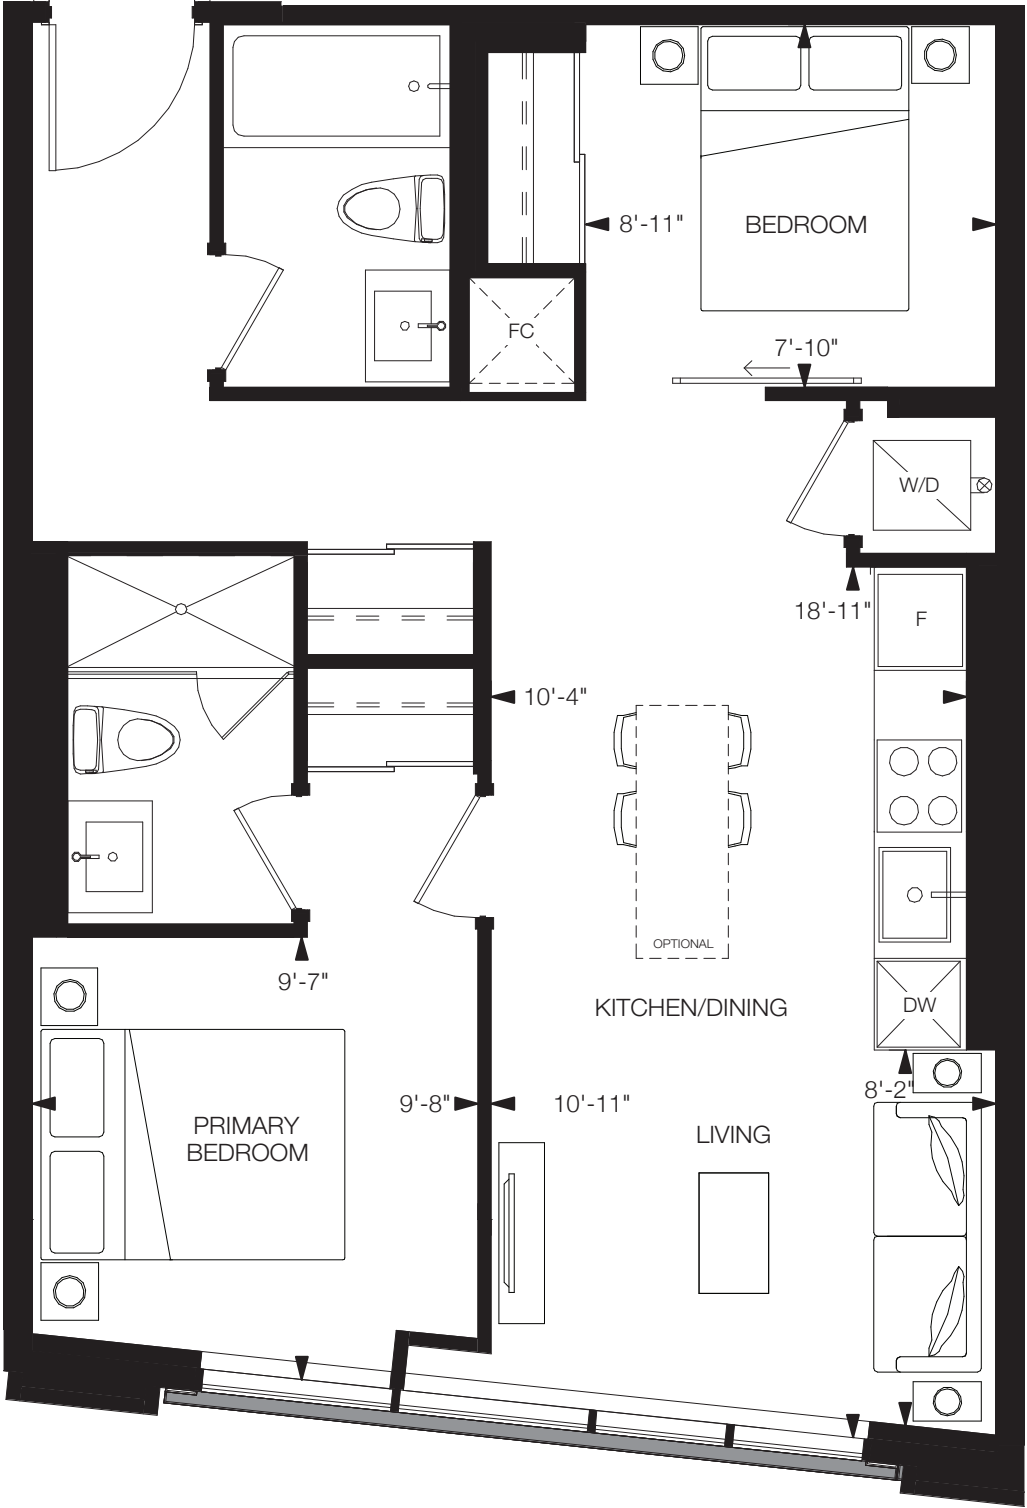 8'-11"
BEDROOM
FC
7'-10"
W/D
18'-11"
F
10'-4"
OPTIONAL
9'-7"
KITCHEN/DINING
DW
8'-2"
9'-8"
10'-11"
PRIMARY
BEDROOM
LIVING